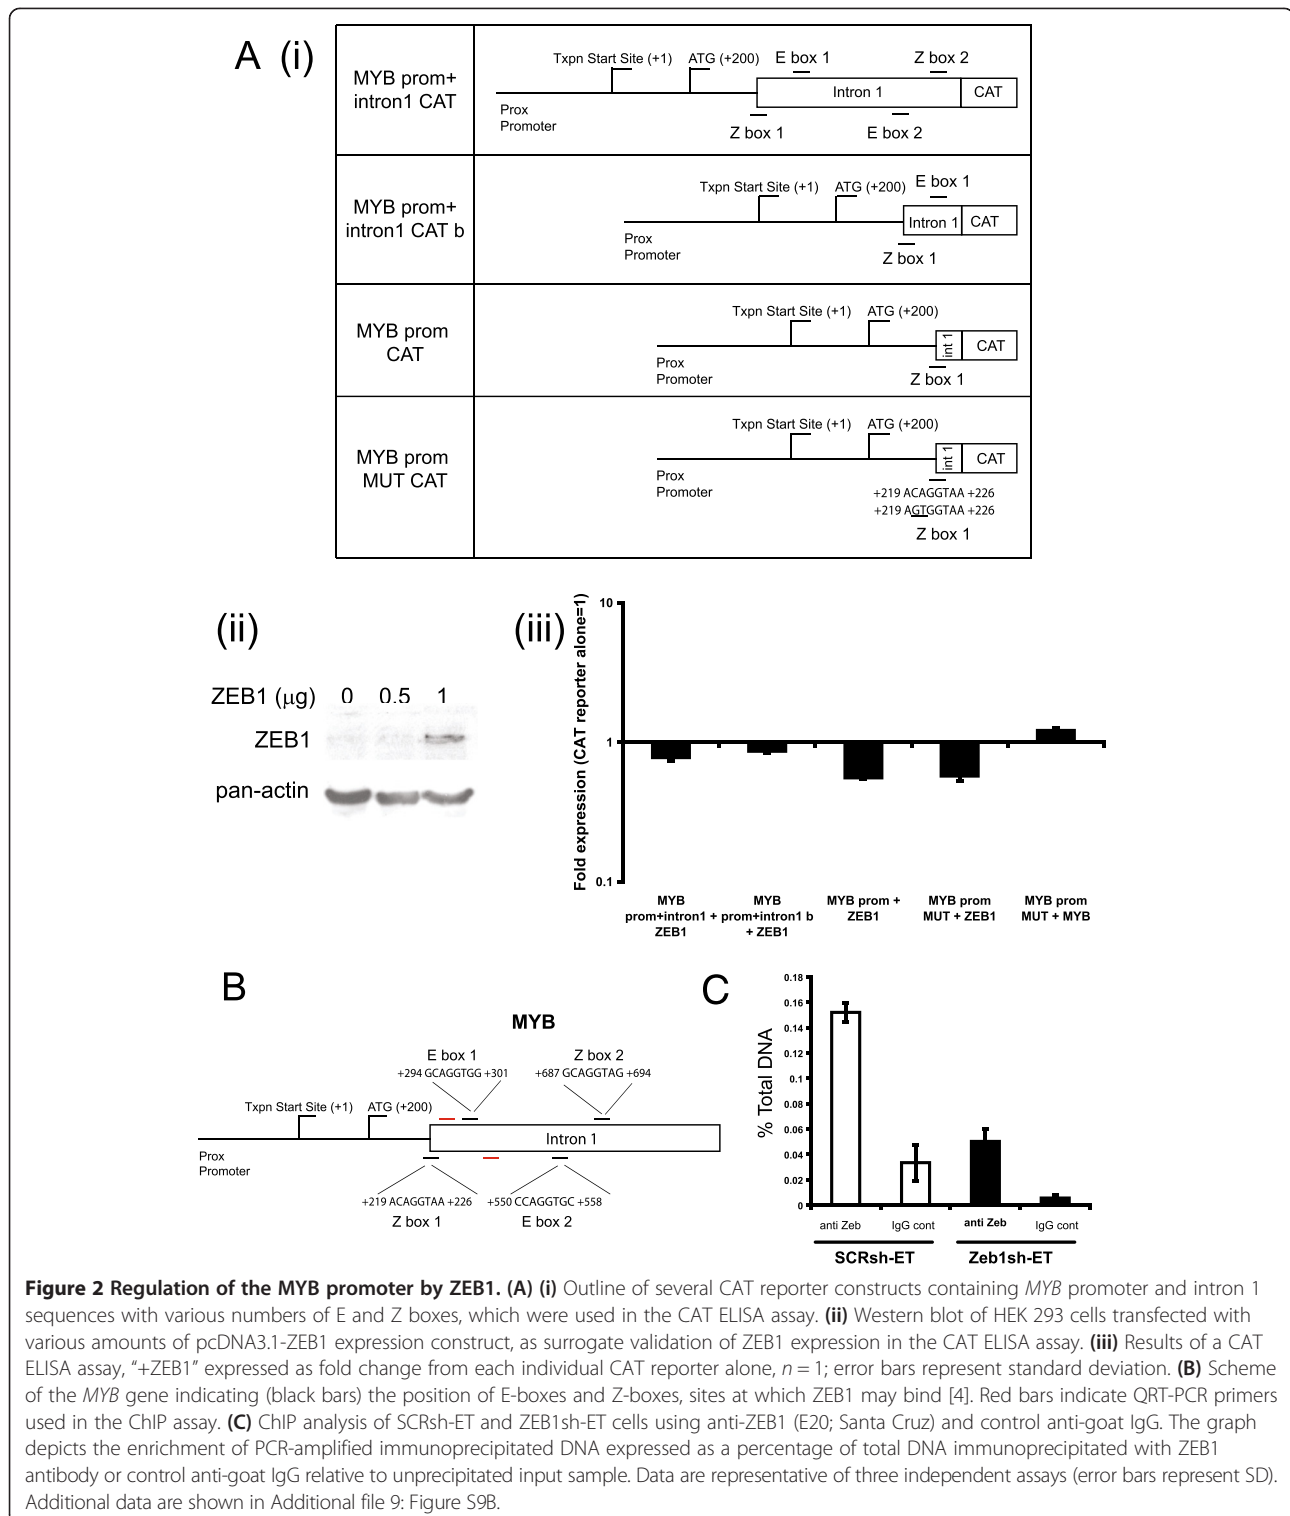 A (i)
MYB prom+
intron1 CAT
Txpn Start Site (+1)
ATG (+200)
E box 1
Z box 2
Intron 1
CAT
Prox
Promoter
Z box 1
E box 2
MYB prom+
intron1 CAT b
Txpn Start Site (+1)
ATG (+200)
E box 1
Intron 1
CAT
Prox
Promoter
Z box 1
MYB prom
CAT
Txpn Start Site (+1)
ATG (+200)
int 1
CAT
Prox
Promoter
Z box 1
MYB prom
MUT CAT
Txpn Start Site (+1)
ATG (+200)
int 1
CAT
Prox
Promoter
+219 ACAGGTAA +226
+219 AGTGGTAA +226
Z box 1
(ii)
ZEB1 (µg) 0 0.5 1
ZEB1
pan-actin
(iii)
Fold expression (CAT reporter alone=1)
10
1
0.1
MYB
prom+intron1 +
ZEB1
MYB
prom+intron1 b
+ ZEB1
MYB prom +
ZEB1
MYB prom
MUT + ZEB1
MYB prom
MUT + MYB
B
MYB
E box 1
+294 GCAGGTGG +301
Z box 2
+687 GCAGGTAG +694
Txpn Start Site (+1)
ATG (+200)
Intron 1
Prox
Promoter
+219 ACAGGTAA +226
Z box 1
+550 CCAGGTGC +558
E box 2
C
% Total DNA
0.18
0.16
0.14
0.12
0.1
0.08
0.06
0.04
0.02
0
anti Zeb
IgG cont
anti Zeb
IgG cont
SCRsh-ET
Zeb1sh-ET
Figure 2 Regulation of the MYB promoter by ZEB1. (A) (i) Outline of several CAT reporter constructs containing MYB promoter and intron 1
sequences with various numbers of E and Z boxes, which were used in the CAT ELISA assay. (ii) Western blot of HEK 293 cells transfected with
various amounts of pcDNA3.1-ZEB1 expression construct, as surrogate validation of ZEB1 expression in the CAT ELISA assay. (iii) Results of a CAT
ELISA assay, “+ZEB1” expressed as fold change from each individual CAT reporter alone, n = 1; error bars represent standard deviation. (B) Scheme
of the MYB gene indicating (black bars) the position of E-boxes and Z-boxes, sites at which ZEB1 may bind [4]. Red bars indicate QRT-PCR primers
used in the ChIP assay. (C) ChIP analysis of SCRsh-ET and ZEB1sh-ET cells using anti-ZEB1 (E20; Santa Cruz) and control anti-goat IgG. The graph
depicts the enrichment of PCR-amplified immunoprecipitated DNA expressed as a percentage of total DNA immunoprecipitated with ZEB1
antibody or control anti-goat IgG relative to unprecipitated input sample. Data are representative of three independent assays (error bars represent SD).
Additional data are shown in Additional file 9: Figure S9B.